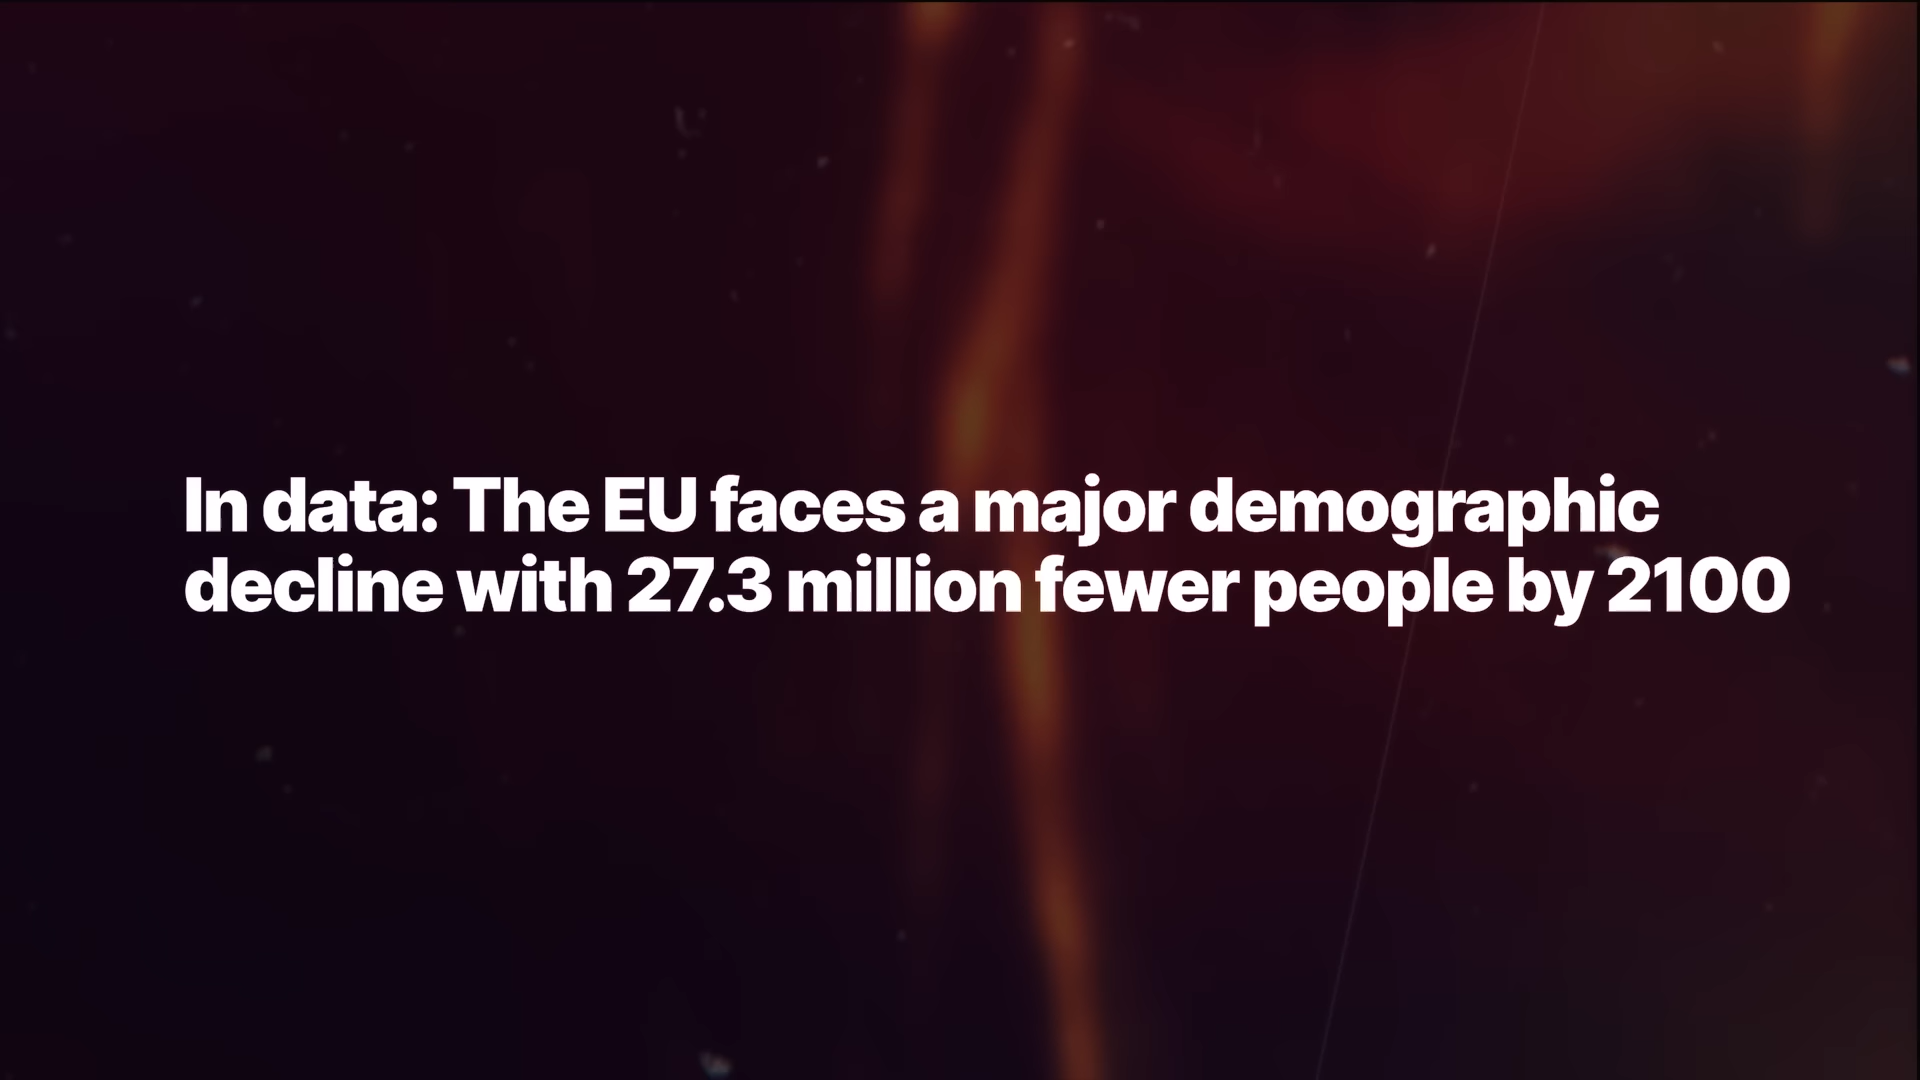 In data: The EU faces a major demographic
decline with 27.3 million fewer people by 2100